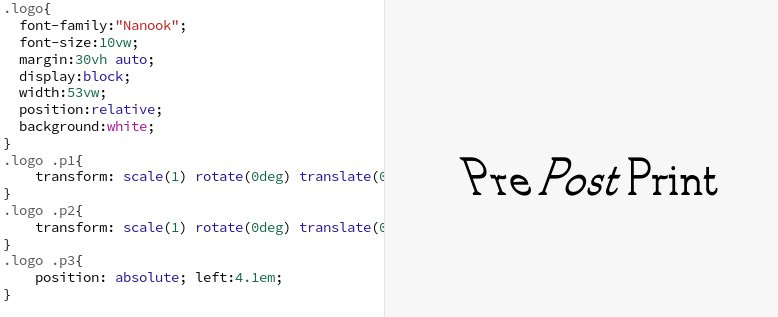 .logo{
font-family:"Nanook";
font-size:10vw;
margin:30vh auto;
display:block;
width:53vw;
position:relative;
background:white;
}
.logo .p1{
transform: scale(1) rotate(0deg) translate(0
}
.logo .p2{
transform: scale(1) rotate(0deg) translate(0
}
.logo .p3{
position: absolute; left:4.1em;
}
Pre Post Print